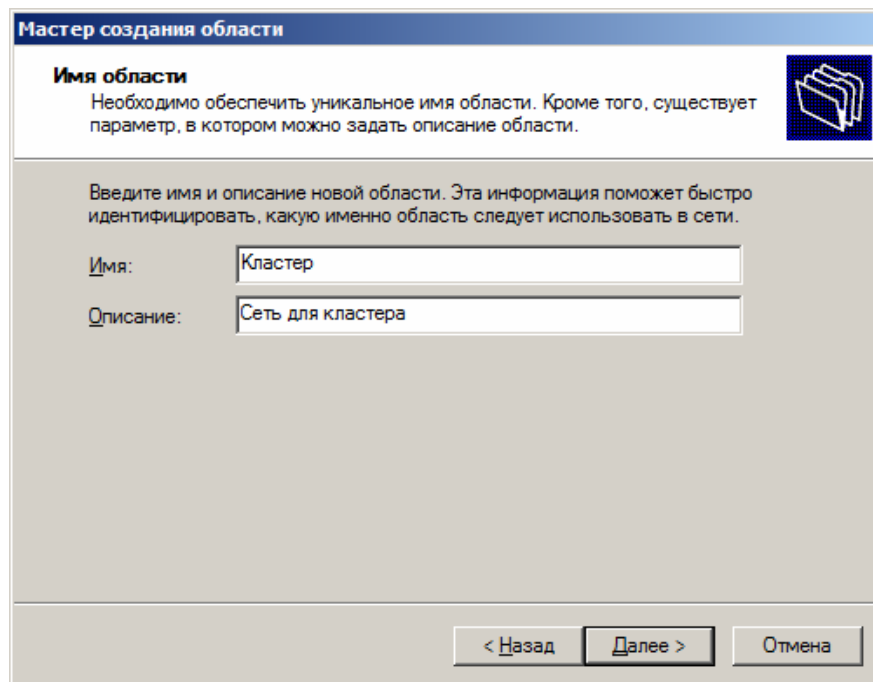 Мастер создания области
Имя области
Необходимо обеспечить уникальное имя области. Кроме того, существует
параметр, в котором можно задать описание области.
Введите имя и описание новой области. Эта информация поможет быстро
идентифицировать, какую именно область следует использовать в сети.
Имя: Кластер
Описание: Сеть для кластера
< Назад Далее > Отмена